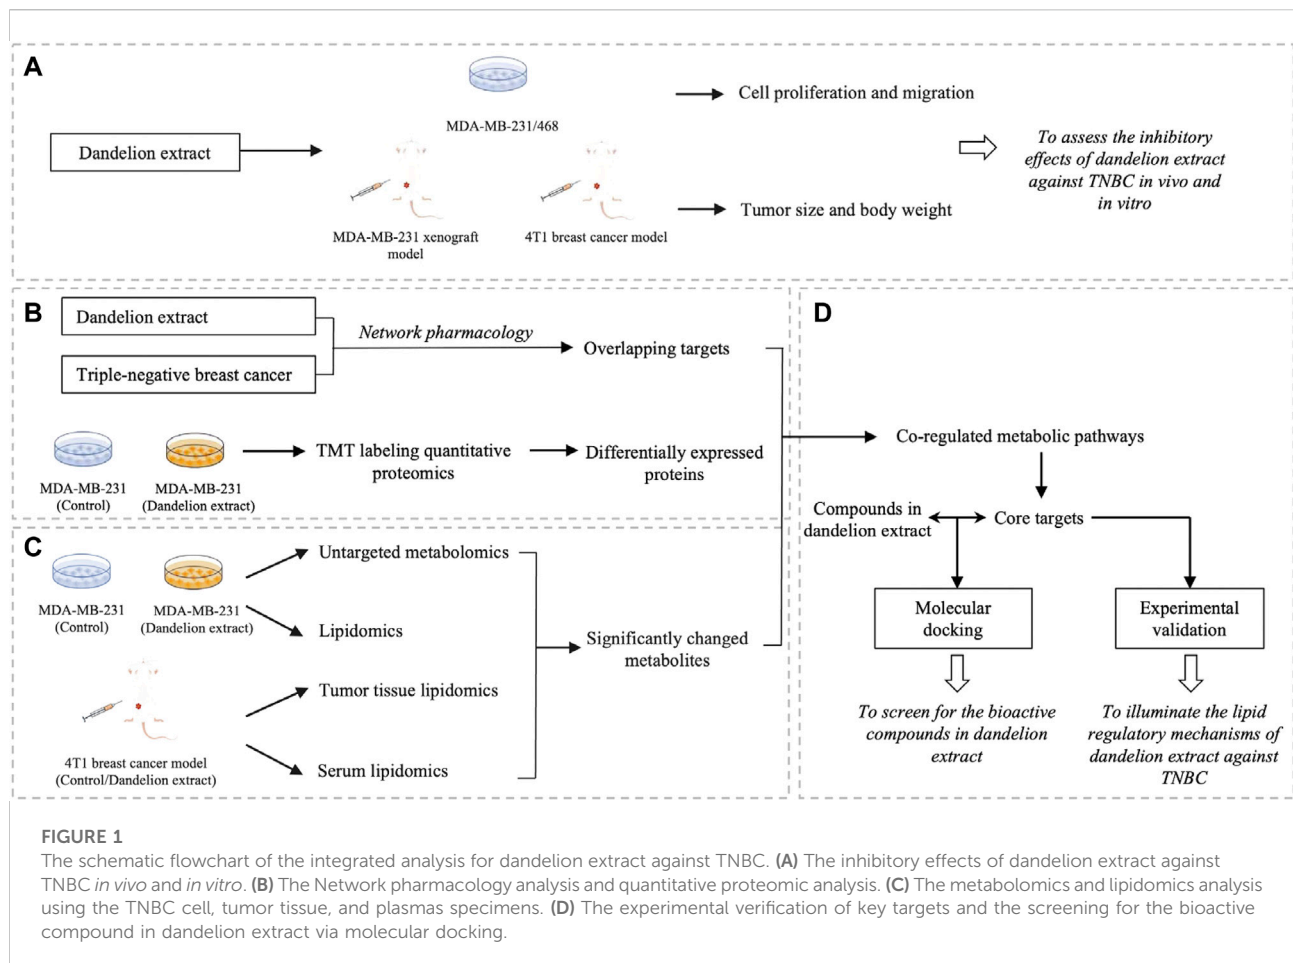 A
MDA-MB-231/468
Dandelion extract
MDA-MB-231 xenograft
model
4T1 breast cancer model
Cell proliferation and migration
Tumor size and body weight
To assess the inhibitory
effects of dandelion extract
against TNBC in vivo and
in vitro
B
Dandelion extract
Triple-negative breast cancer
Network pharmacology
Overlapping targets
MDA-MB-231
(Control)
MDA-MB-231
(Dandelion extract)
TMT labeling quantitative
proteomics
Differentially expressed
proteins
C
MDA-MB-231
(Control)
MDA-MB-231
(Dandelion extract)
Untargeted metabolomics
Lipidomics
4T1 breast cancer model
(Control/Dandelion extract)
Tumor tissue lipidomics
Serum lipidomics
Significantly changed
metabolites
D
Co-regulated metabolic pathways
Compounds in
dandelion extract
Core targets
Molecular
docking
Experimental
validation
To screen for the bioactive
compounds in dandelion
extract
To illuminate the lipid
regulatory mechanisms of
dandelion extract against
TNBC
FIGURE 1
The schematic flowchart of the integrated analysis for dandelion extract against TNBC. (A) The inhibitory effects of dandelion extract against
TNBC in vivo and in vitro. (B) The Network pharmacology analysis and quantitative proteomic analysis. (C) The metabolomics and lipidomics analysis
using the TNBC cell, tumor tissue, and plasmas specimens. (D) The experimental verification of key targets and the screening for the bioactive
compound in dandelion extract via molecular docking.